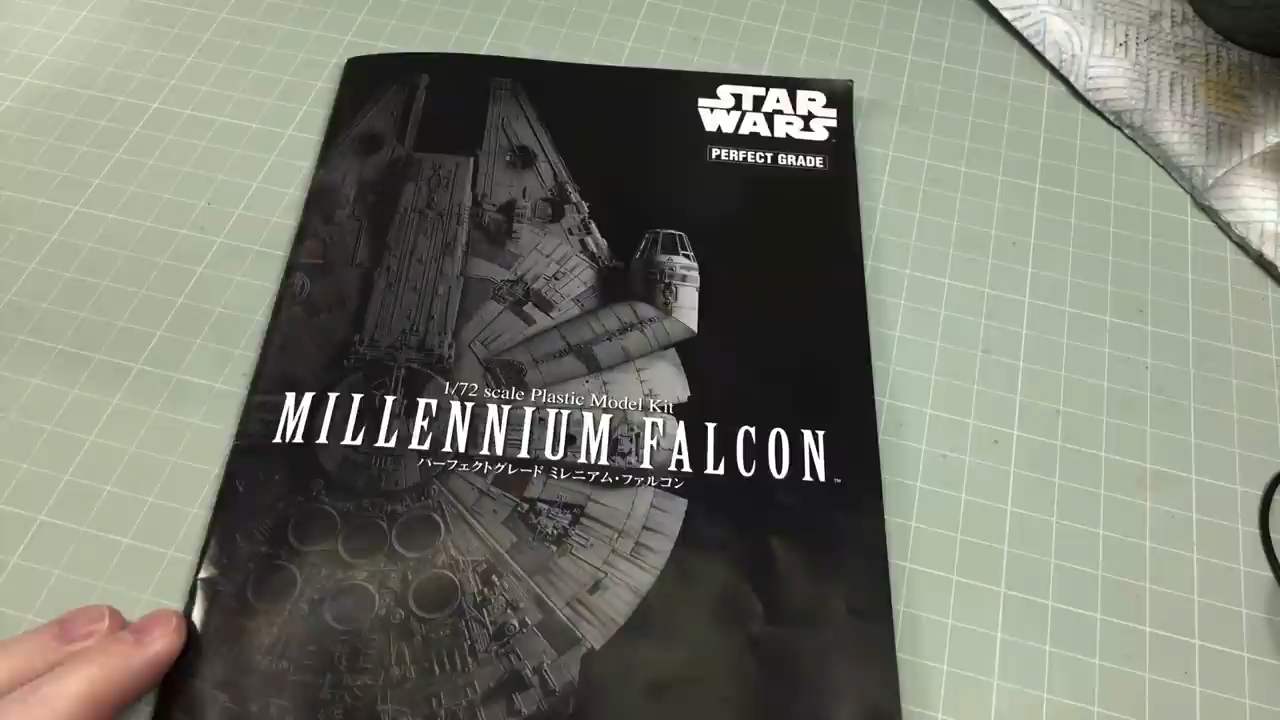 STAR
WARS
PERFECT GRADE
1/72 scale Plastic Model Kit
MILLENNIUM FALCON™
パーフェクトグレード ミレニアム・ファルコン